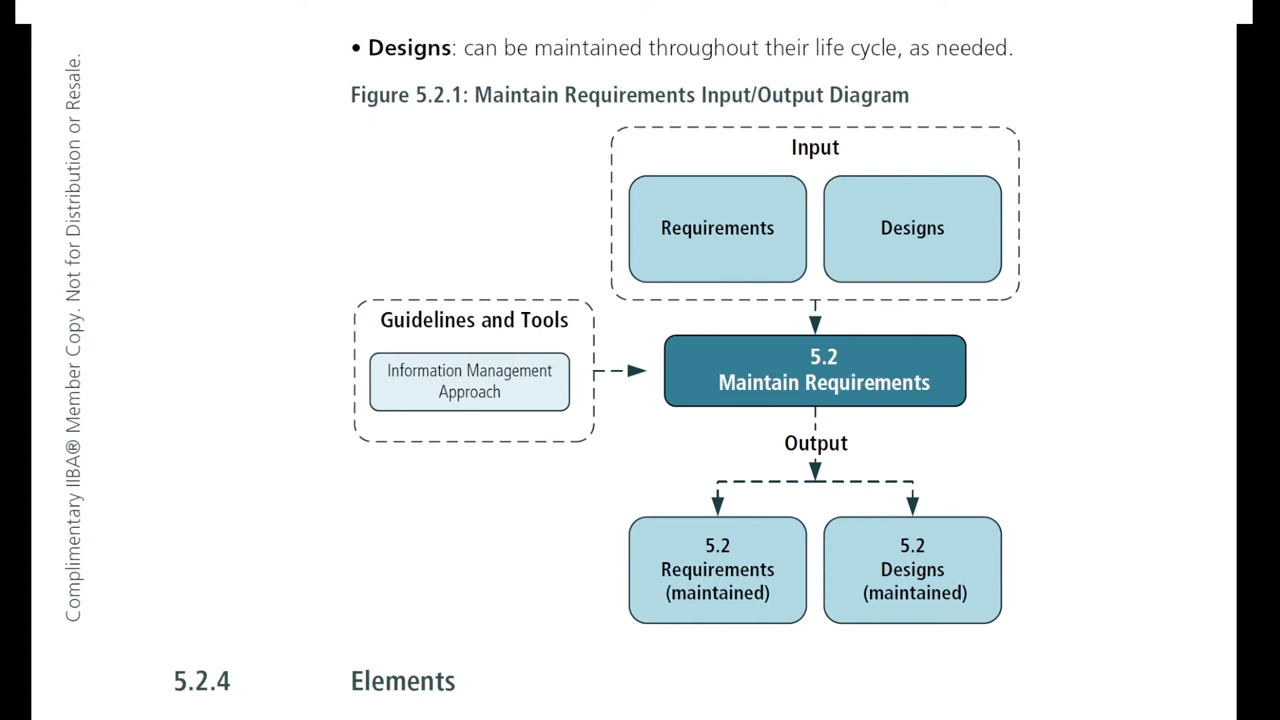 • Designs: can be maintained throughout their life cycle, as needed.
Figure 5.2.1: Maintain Requirements Input/Output Diagram
Input
Requirements
Designs
Guidelines and Tools
Information Management
Approach
5.2
Maintain Requirements
Output
5.2
Requirements
(maintained)
5.2
Designs
(maintained)
5.2.4 Elements
Complimentary IIBA® Member Copy. Not for Distribution or Resale.